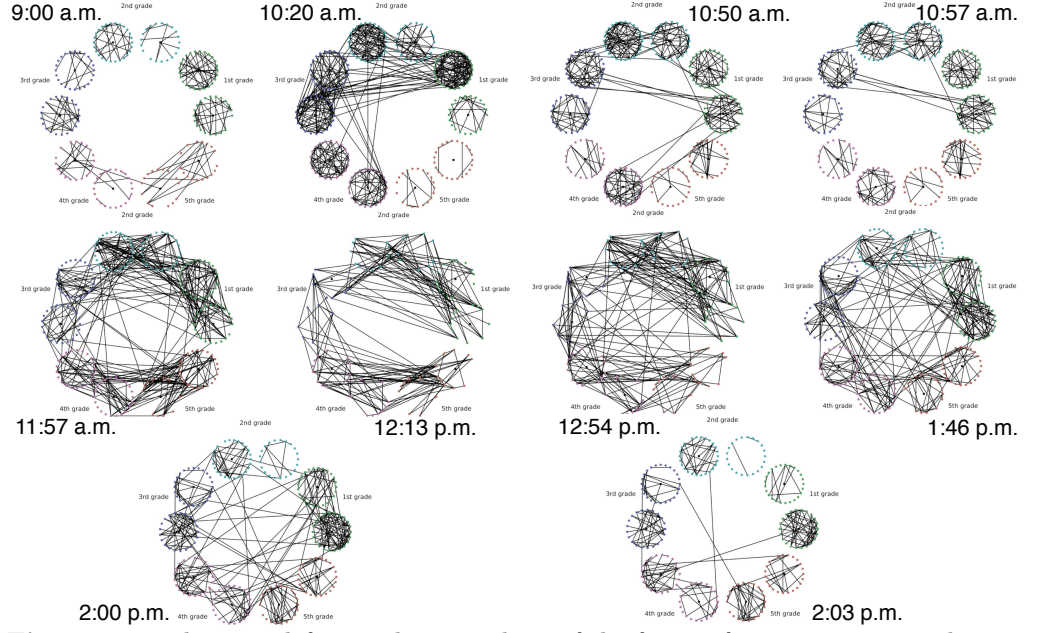 9:00 a.m.
2nd grade
3rd grade
1st grade
4th grade
5th grade
10:20 a.m.
2nd grade
3rd grade
1st grade
4th grade
5th grade
10:50 a.m.
2nd grade
3rd grade
1st grade
4th grade
5th grade
10:57 a.m.
2nd grade
3rd grade
1st grade
4th grade
5th grade
2nd grade
3rd grade
1st grade
4th grade
5th grade
11:57 a.m.
2nd grade
3rd grade
1st grade
4th grade
5th grade
12:13 p.m.
2nd grade
3rd grade
1st grade
4th grade
5th grade
12:54 p.m.
2nd grade
3rd grade
1st grade
4th grade
5th grade
1:46 p.m.
2nd grade
3rd grade
1st grade
4th grade
5th grade
2:00 p.m.
2nd grade
3rd grade
1st grade
4th grade
5th grade
2:03 p.m.